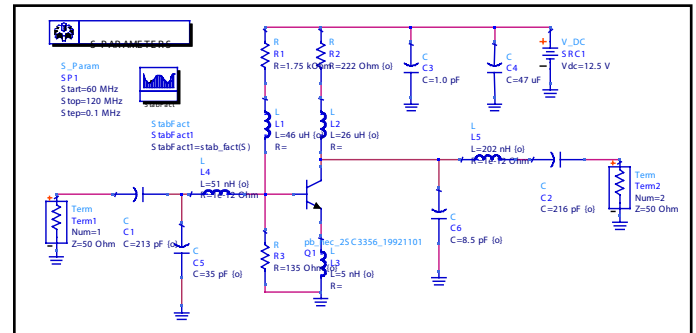 S-PARAMETERS
S_Param
SP1
Start=60 MHz
Stop=120 MHz
Step=0.1 MHz
StabFact
StabFact
StabFact1
StabFact1=stab_fact(S)
R
R1
R=1.75 kOhm {o}
R
R2
R=222 Ohm {o}
C
C3
C=1.0 pF
C
C4
C=47 uF
V_DC
SRC1
Vdc=12.5 V
L
L1
L=46 uH {o}
R=
L
L2
L=26 uH {o}
R=
L
L4
L=51 nH {o}
R=1e-12 Ohm
L
L5
L=202 nH {o}
R=1e-12 Ohm
Term
Term1
Num=1
Z=50 Ohm
C
C1
C=213 pF {o}
C
C5
C=35 pF {o}
R
R3
R=135 Ohm {o}
pb_nec_2SC3356_19921101
Q1
L
L3
L=5 nH {o}
R=
C
C6
C=8.5 pF {o}
C
C2
C=216 pF {o}
Term
Term2
Num=2
Z=50 Ohm